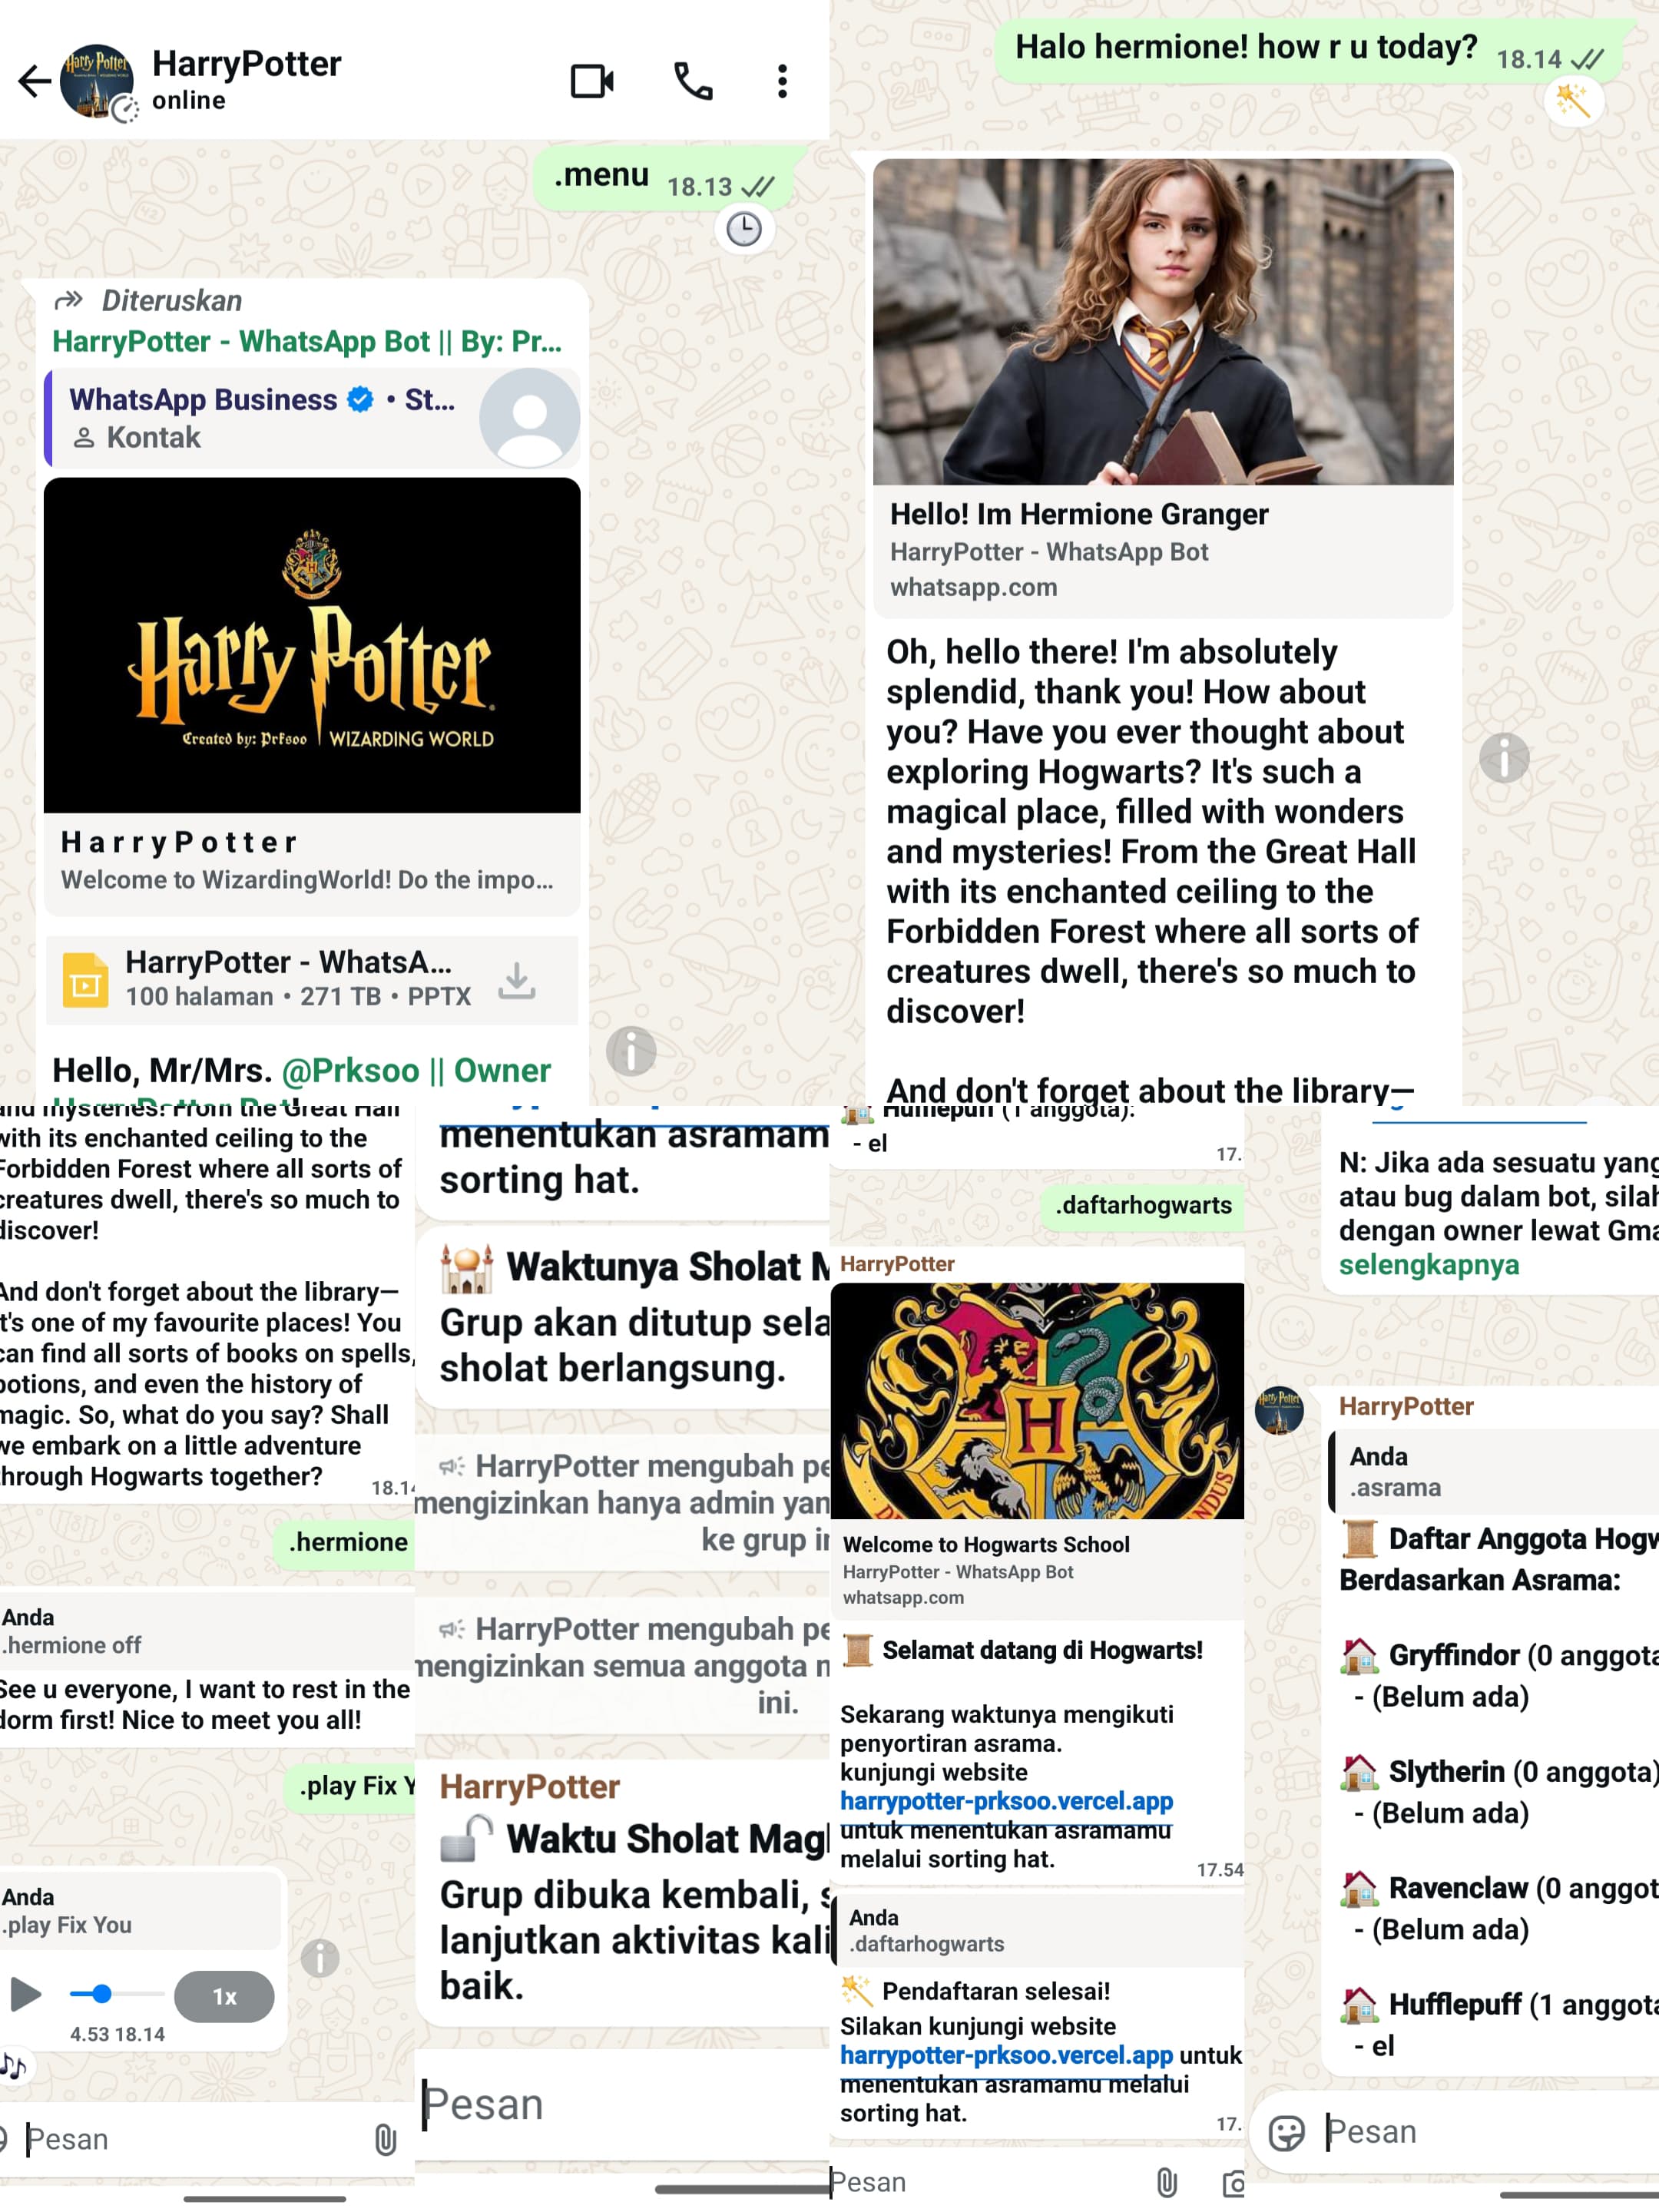 HarryPotter
online
.menu 18.13
Diteruskan
HarryPotter - WhatsApp Bot || By: Pr...
WhatsApp Business • St...
Kontak
Harry Potter
Created by: Prksoo WIZARDING WORLD
H a r r y P o t t e r
Welcome to WizardingWorld! Do the impo...
HarryPotter - WhatsA...
100 halaman • 271 TB • PPTX
Hello, Mr/Mrs. @Prksoo || Owner
HarryPotter Bot!
Halo hermione! how r u today? 18.14
Hello! Im Hermione Granger
HarryPotter - WhatsApp Bot
whatsapp.com
Oh, hello there! I'm absolutely
splendid, thank you! How about
you? Have you ever thought about
exploring Hogwarts? It's such a
magical place, filled with wonders
and mysteries! From the Great Hall
with its enchanted ceiling to the
Forbidden Forest where all sorts of
creatures dwell, there's so much to
discover!
And don't forget about the library—
and mysteries! From the Great Hall
with its enchanted ceiling to the
Forbidden Forest where all sorts of
creatures dwell, there's so much to
discover!
And don't forget about the library—
it's one of my favourite places! You
can find all sorts of books on spells,
potions, and even the history of
magic. So, what do you say? Shall
we embark on a little adventure
through Hogwarts together? 18.14
.hermione
Anda
.hermione off
See u everyone, I want to rest in the
dorm first! Nice to meet you all!
.play Fix Y
Anda
.play Fix You
1x
4.53 18.14
Pesan
menentukan asramam
sorting hat.
Waktunya Sholat M
Grup akan ditutup sela
sholat berlangsung.
HarryPotter mengubah pe
mengizinkan hanya admin yan
ke grup in
HarryPotter mengubah pe
mengizinkan semua anggota m
ini.
HarryPotter
Waktu Sholat Magl
Grup dibuka kembali, s
lanjutkan aktivitas kali
baik.
Pesan
Hufflepuff (1 anggota):
- el
17.
.daftarhogwarts
HarryPotter
H
Welcome to Hogwarts School
HarryPotter - WhatsApp Bot
whatsapp.com
Selamat datang di Hogwarts!
Sekarang waktunya mengikuti
penyortiran asrama.
kunjungi website
harrypotter-prksoo.vercel.app
untuk menentukan asramamu
melalui sorting hat. 17.54
Anda
.daftarhogwarts
Pendaftaran selesai!
Silakan kunjungi website
harrypotter-prksoo.vercel.app untuk
menentukan asramamu melalui
sorting hat. 17.
Pesan
N: Jika ada sesuatu yang
atau bug dalam bot, silah
dengan owner lewat Gma
selengkapnya
HarryPotter
Anda
.asrama
Daftar Anggota Hogw
Berdasarkan Asrama:
Gryffindor (0 anggota
- (Belum ada)
Slytherin (0 anggota)
- (Belum ada)
Ravenclaw (0 anggot
- (Belum ada)
Hufflepuff (1 anggota
- el
Pesan